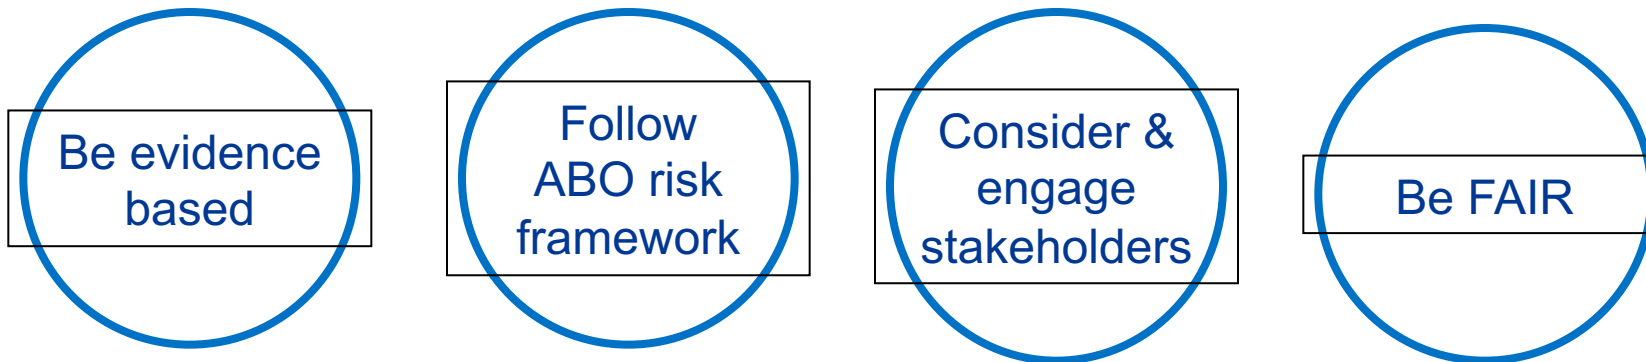 Be evidence
based
Follow
ABO risk
framework
Consider &
engage
stakeholders
Be FAIR